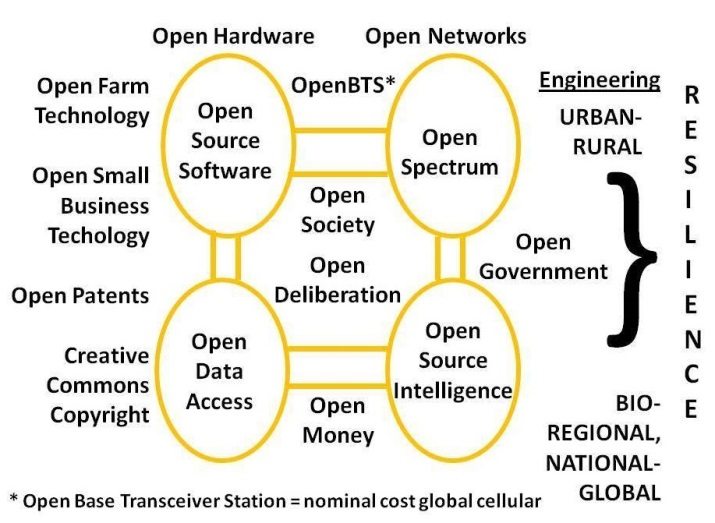 Open Hardware
Open Networks
Open Farm
Technology
OpenBTS*
Engineering
Open
Source
Software
Open
Spectrum
URBAN-
RURAL
Open Small
Business
Techology
Open
Society
Open
Government
Open
Deliberation
Open Patents
Open
Data
Access
Open
Source
Intelligence
Creative
Commons
Copyright
Open
Money
BIO-
REGIONAL,
NATIONAL-
GLOBAL
R
E
S
I
L
I
E
N
C
E
* Open Base Transceiver Station = nominal cost global cellular